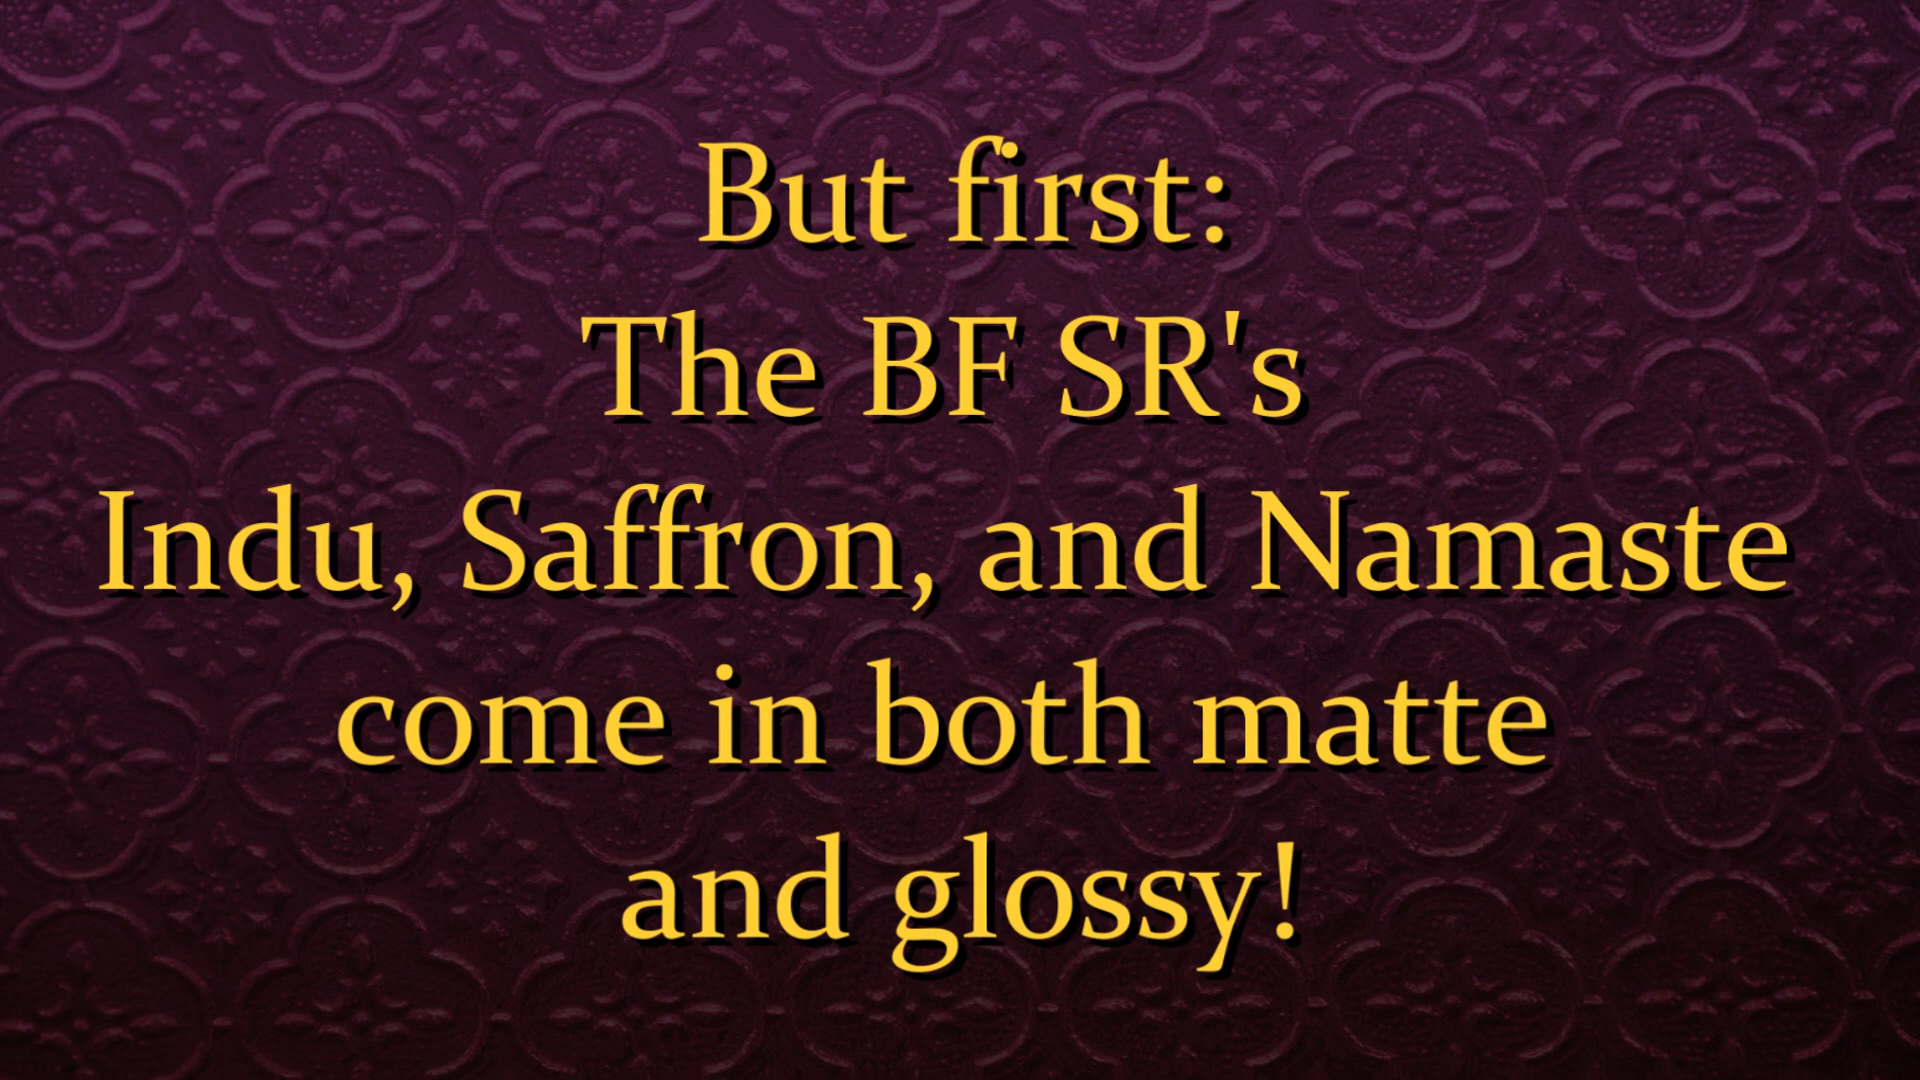 But first:
The BF SR's
Indu, Saffron, and Namaste
come in both matte
and glossy!